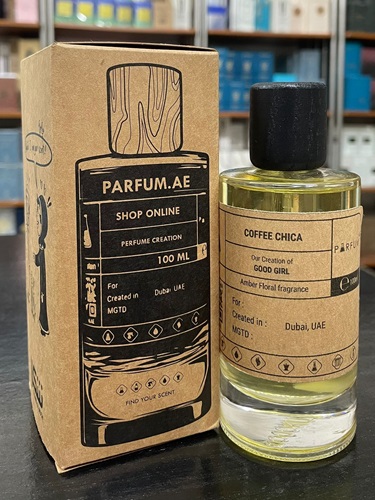 PARFUM.AE
SHOP ONLINE
PERFUME CREATION
100 ML
For
Created in Dubai, UAE
MGTD
FIND YOUR SCENT
COFFEE CHICA
Our Creation of
GOOD GIRL
Amber Floral fragrance
For :
Created in : Dubai, UAE
MGTD :
PARFUM